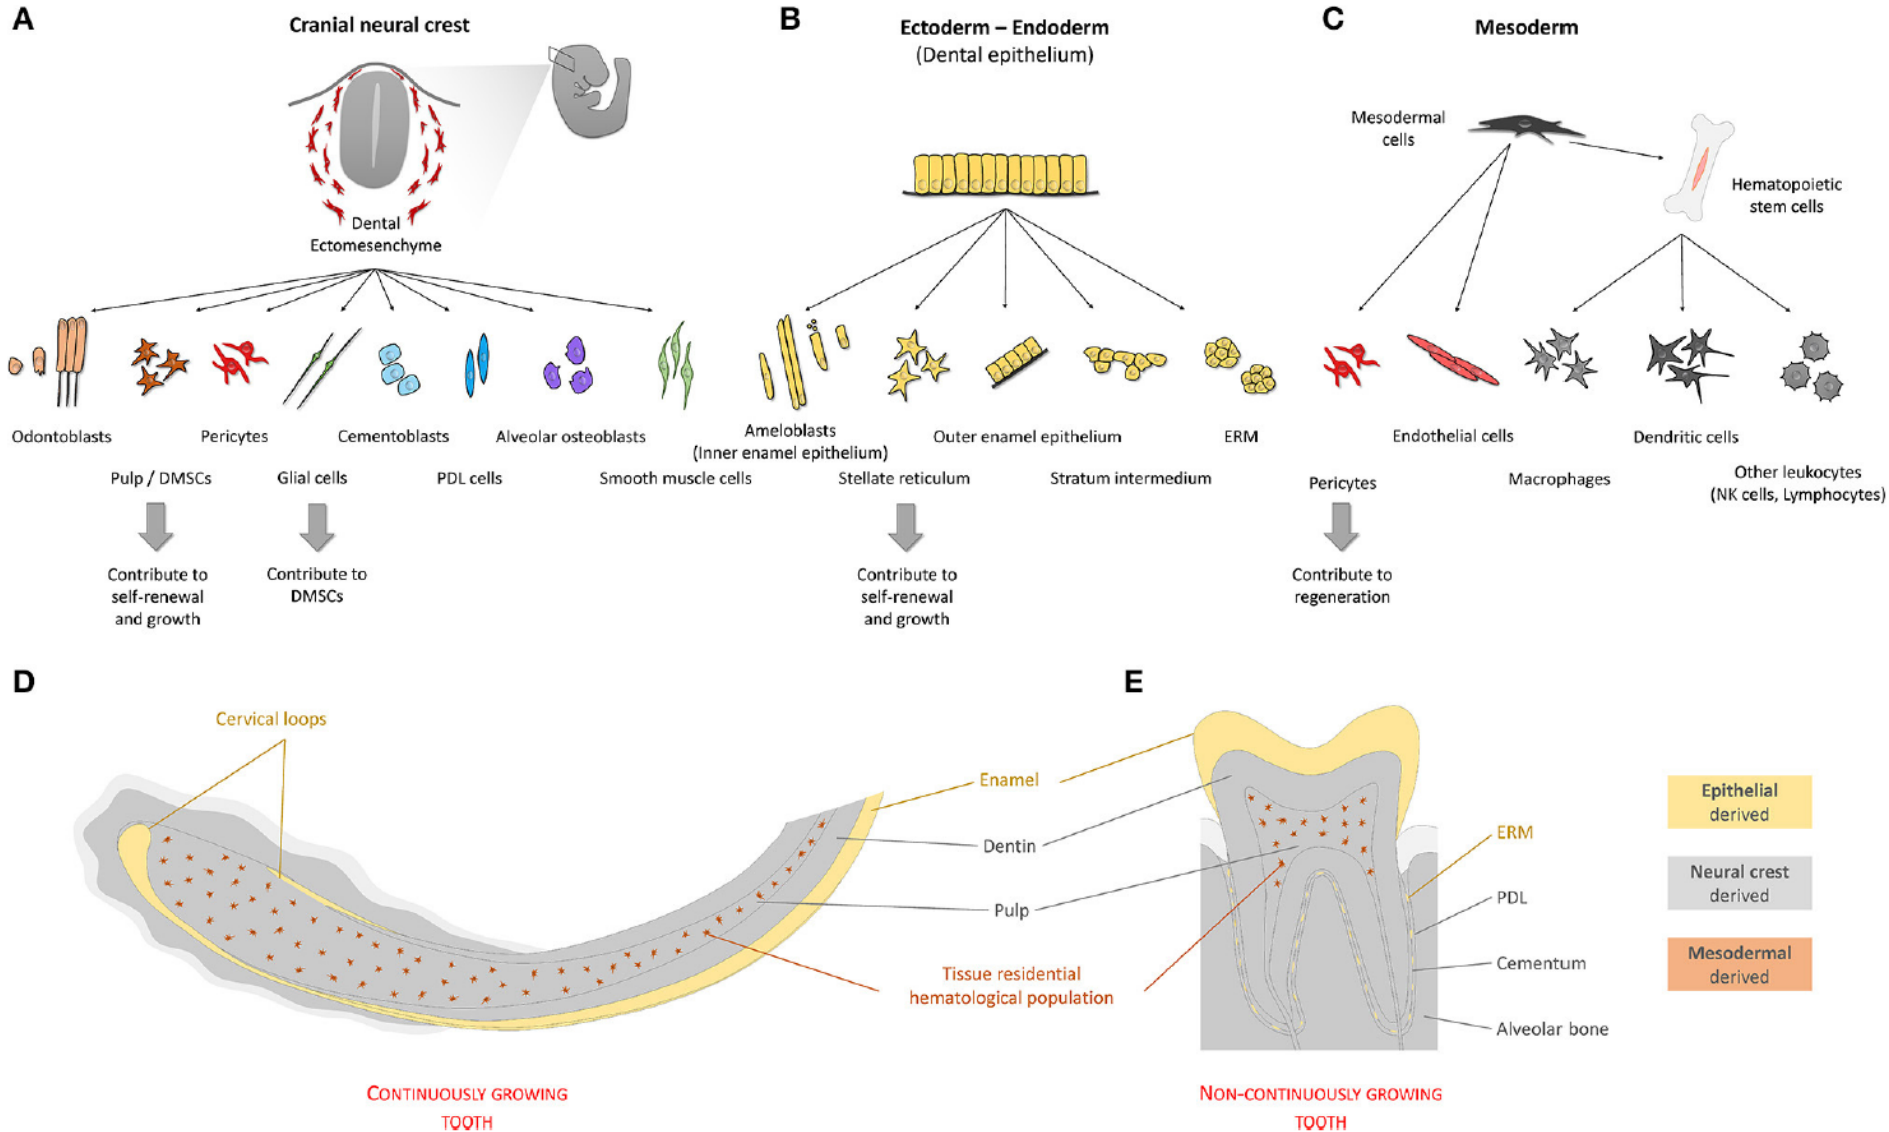 A
Cranial neural crest
Dental
Ectomesenchyme
Odontoblasts
Pericytes
Cementoblasts
Alveolar osteoblasts
Pulp / DMSCs
Glial cells
PDL cells
Smooth muscle cells
Contribute to
self-renewal
and growth
Contribute to
DMSCs
B
Ectoderm – Endoderm
(Dental epithelium)
Ameloblasts
(Inner enamel epithelium)
Outer enamel epithelium
ERM
Stellate reticulum
Stratum intermedium
Contribute to
self-renewal
and growth
C
Mesoderm
Mesodermal
cells
Hematopoietic
stem cells
Endothelial cells
Dendritic cells
Pericytes
Macrophages
Other leukocytes
(NK cells, Lymphocytes)
Contribute to
regeneration
D
Cervical loops
Enamel
Dentin
Pulp
Tissue residential
hematological population
CONTINUOUSLY GROWING
TOOTH
E
ERM
PDL
Cementum
Alveolar bone
NON-CONTINUOUSLY GROWING
TOOTH
Epithelial
derived
Neural crest
derived
Mesodermal
derived